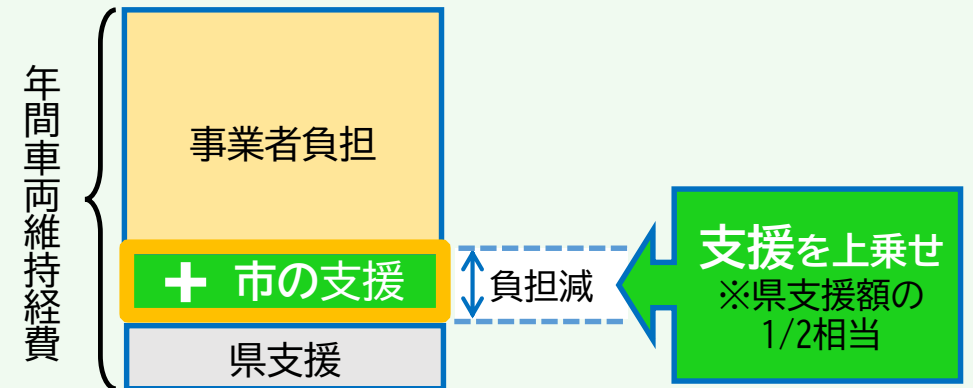 年間車両維持経費
事業者負担
+ 市の支援
県支援
負担減
支援を上乗せ
※県支援額の
1/2相当